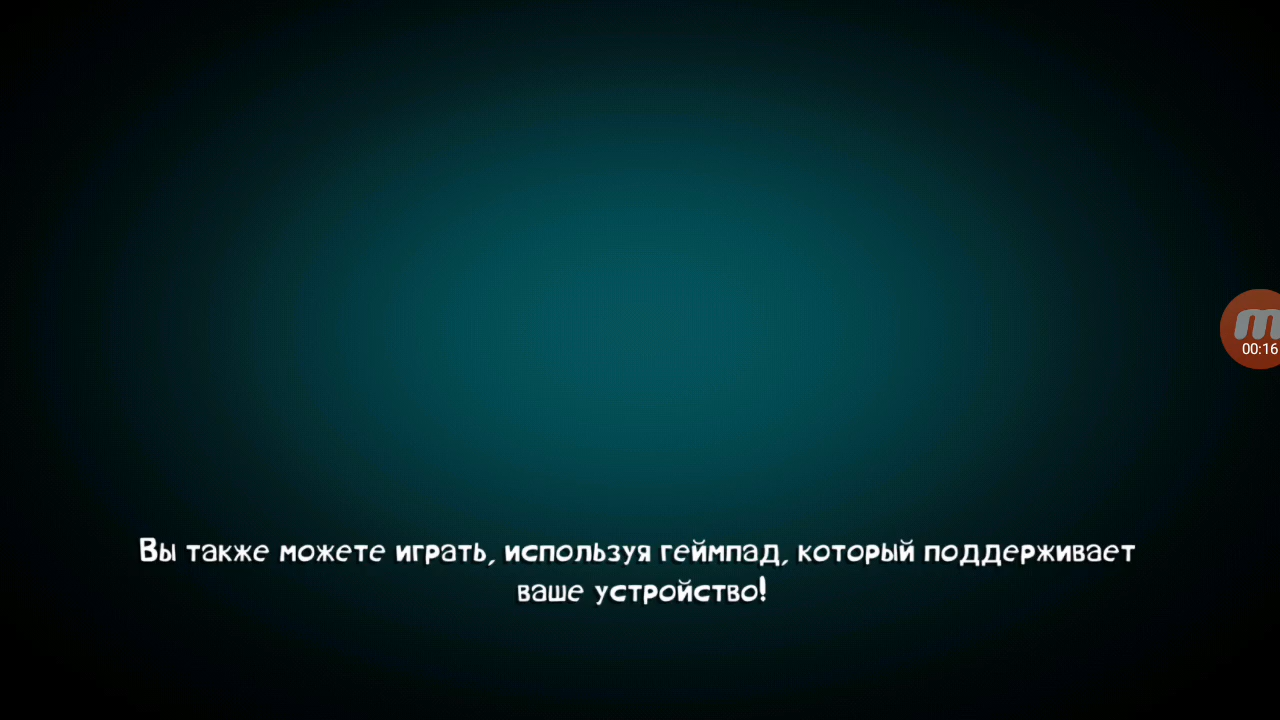 Вы также можете играть, используя геймпад, который поддерживает
ваше устройство!
m
00:16